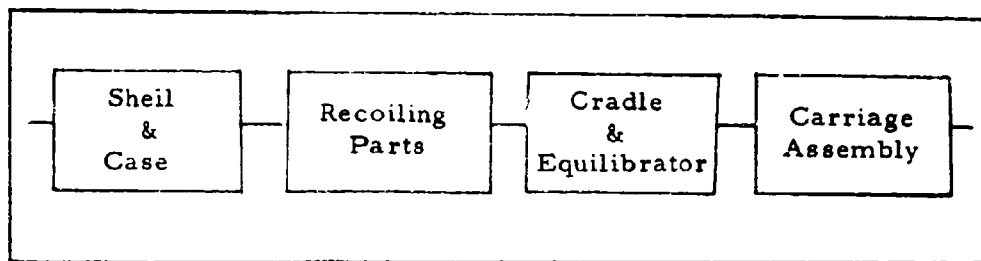 Sheil
&
Case
Recoiling
Parts
Cradle
&
Equilibrator
Carriage
Assembly